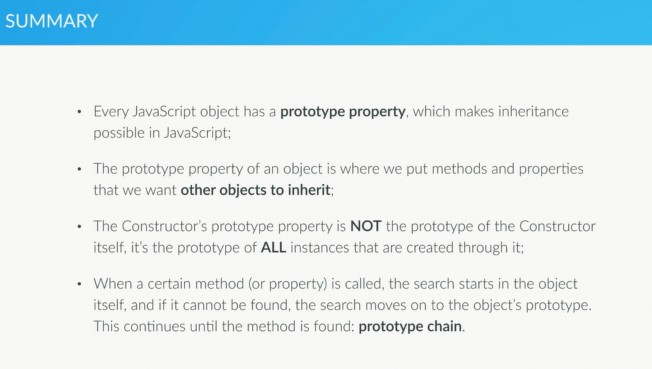 SUMMARY
• Every JavaScript object has a prototype property, which makes inheritance
possible in JavaScript;
• The prototype property of an object is where we put methods and properties
that we want other objects to inherit;
• The Constructor's prototype property is NOT the prototype of the Constructor
itself, it's the prototype of ALL instances that are created through it;
• When a certain method (or property) is called, the search starts in the object
itself, and if it cannot be found, the search moves on to the object's prototype.
This continues until the method is found: prototype chain.